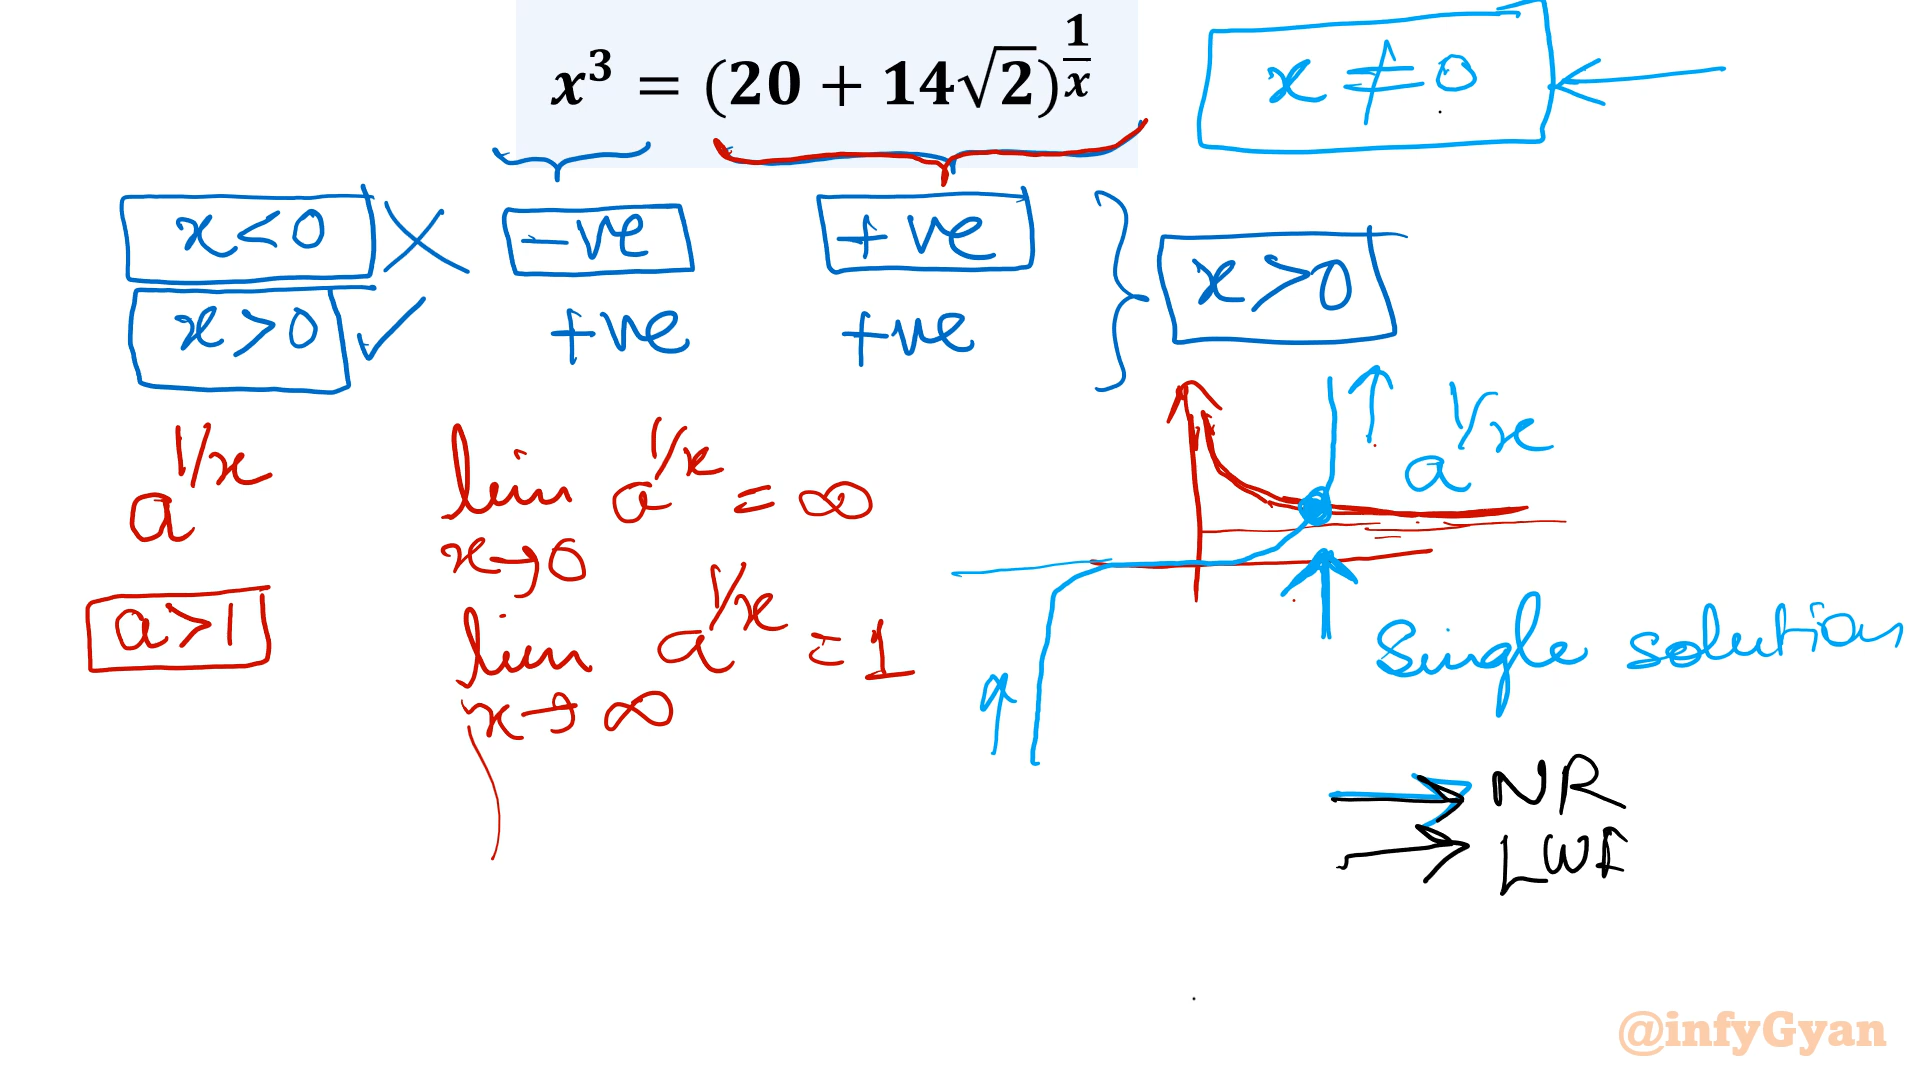 x³ = (20 + 14√2)^(1/x)
x ≠ 0
x < 0 -ve +ve
x > 0 +ve +ve
x > 0
a^(1/x)
lim x→0 a^(1/x) = ∞
a^(1/x)
a > 1
lim x→∞ a^(1/x) = 1
Single solution
NR
LWF
@infyGyan